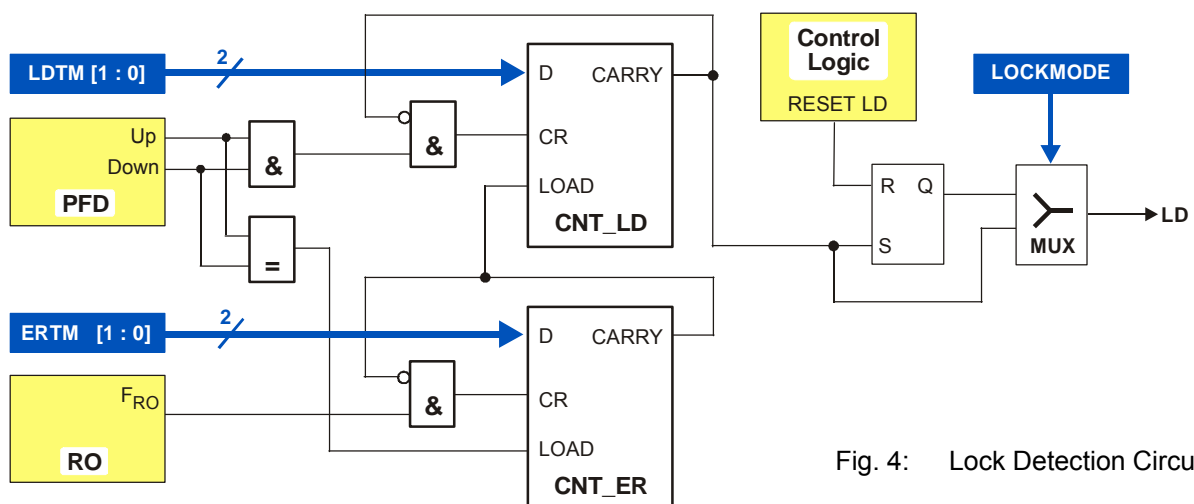 LDTM [1 : 0]
2
D
CARRY
CR
LOAD
CNT_LD
Control
Logic
RESET LD
LOCKMODE
Up
Down
PFD
&
&
=
R
Q
S
MUX
LD
ERTM [1 : 0]
2
D
CARRY
CR
LOAD
CNT_ER
FRO
RO
&
Fig. 4: Lock Detection Circu